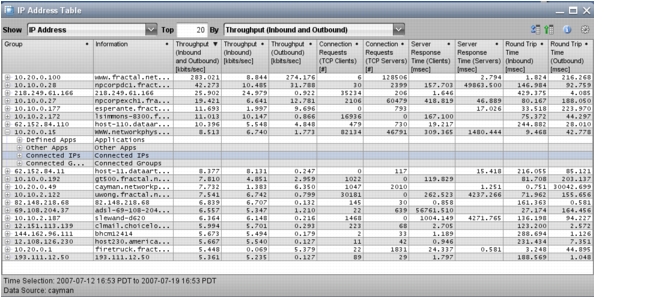 IP Address Table
Show IP Address Top 20 By Throughput (Inbound and Outbound)
Group Information Throughput (Inbound and Outbound) [kbits/sec] Throughput (Inbound) [kbits/sec] Throughput (Outbound) [kbits/sec] Connection Requests (TCP Clients) [#] Connection Requests (TCP Servers) [#] Server Response Time (Clients) [msec] Server Response Time (Servers) [msec] Round Trip Time (Inbound) [msec] Round Trip Time (Outbound) [msec]
10.20.0.100 www.fractal.net... 283.021 8.844 274.176 6 128506 2.794 1.824 216.268
10.10.0.28 npcorpdc1.frac... 42.273 10.485 31.788 30 2399 157.703 49863.500 146.984 92.759
218.249.61.166 218.249.61.166 25.902 24.979 0.922 35234 206 1.646 429.375 4.085
10.10.0.27 npcorpexch1.fra... 19.421 6.641 12.781 2106 60479 418.819 46.889 80.167 188.050
10.10.0.177 esperante.fract... 11.693 1.997 9.696 0 793 17.026 33.518 223.970
10.10.2.172 lsimmons-8300.f... 11.013 10.147 0.866 16936 0 167.100 75.372 44.297
62.152.84.110 host-110.dataar... 10.396 5.548 4.848 479 730 19.217 244.882 28.010
10.20.0.15 WWW.networkphys... 8.513 6.740 1.773 82134 46791 309.365 1480.444 9.468 42.778
Defined Apps Applications
Other Apps Other Apps
Connected IPs Connected IPs
Connected G... Connected Groups
62.152.84.11 host-11.dataart... 8.377 8.131 0.247 0 117 15.418 216.055 85.121
10.10.0.192 gt500.fractal.n... 7.810 4.851 2.959 1022 0 119.829 81.708 203.137
10.20.0.49 cayman.networkp... 7.732 1.383 6.350 1047 2010 1.251 0.751 30042.699
10.10.2.122 uwong.fractal.n... 7.541 6.742 0.799 30181 0 262.523 4237.266 71.962 155.656
82.148.218.68 82.148.218.68 6.839 6.707 0.132 145 30 0.858 161.363 0.581
69.108.204.37 adsl-69-108-204... 6.557 5.347 1.210 22 639 56761.510 27.174 164.456
10.10.2.187 slewand-d620 6.364 6.148 0.216 1468 0 1004.149 4271.765 136.198 94.227
12.151.113.139 clmail.choicelo... 5.994 5.701 0.293 223 68 2.705 123.200 2.572
144.162.96.111 bhcm12414 5.673 5.494 0.179 2 33 1.189 288.694 1.126
12.108.126.230 host230.america... 5.667 5.540 0.127 11 42 0.946 231.434 7.351
10.20.0.1 firetruck.fract... 5.448 0.069 5.379 22 1831 24.337 0.581 3.248 44.895
193.111.12.50 193.111.12.50 5.361 5.235 0.127 89 29 1.797 188.569 1.048
Time Selection: 2007-07-12 16:53 PDT to 2007-07-19 16:53 PDT
Data Source: cayman